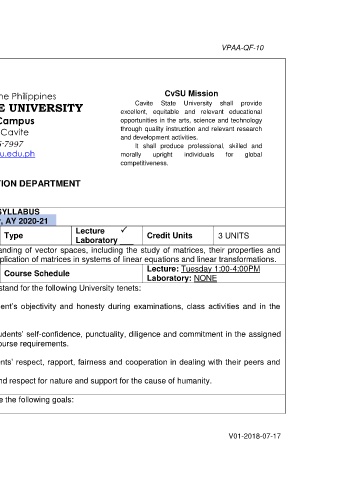 VPAA-QF-10
ne Philippines
E UNIVERSITY
Campus
Cavite
-7997
u.edu.ph
CvSU Mission
Cavite State University shall provide
excellent, equitable and relevant educational
opportunities in the arts, science and technology
through quality instruction and relevant research
and development activities.
It shall produce professional, skilled and
morally upright individuals for global
competitiveness.
TION DEPARTMENT
SYLLABUS
, AY 2020-21
Type
Lecture ✓
Laboratory ___
Credit Units
3 UNITS
anding of vector spaces, including the study of matrices, their properties and
plication of matrices in systems of linear equations and linear transformations.
Course Schedule
Lecture: Tuesday 1:00-4:00PM
Laboratory: NONE
stand for the following University tenets:
ent's objectivity and honesty during examinations, class activities and in the
udents' self-confidence, punctuality, diligence and commitment in the assigned
ourse requirements.
ents' respect, rapport, fairness and cooperation in dealing with their peers and
nd respect for nature and support for the cause of humanity.
e the following goals:
V01-2018-07-17